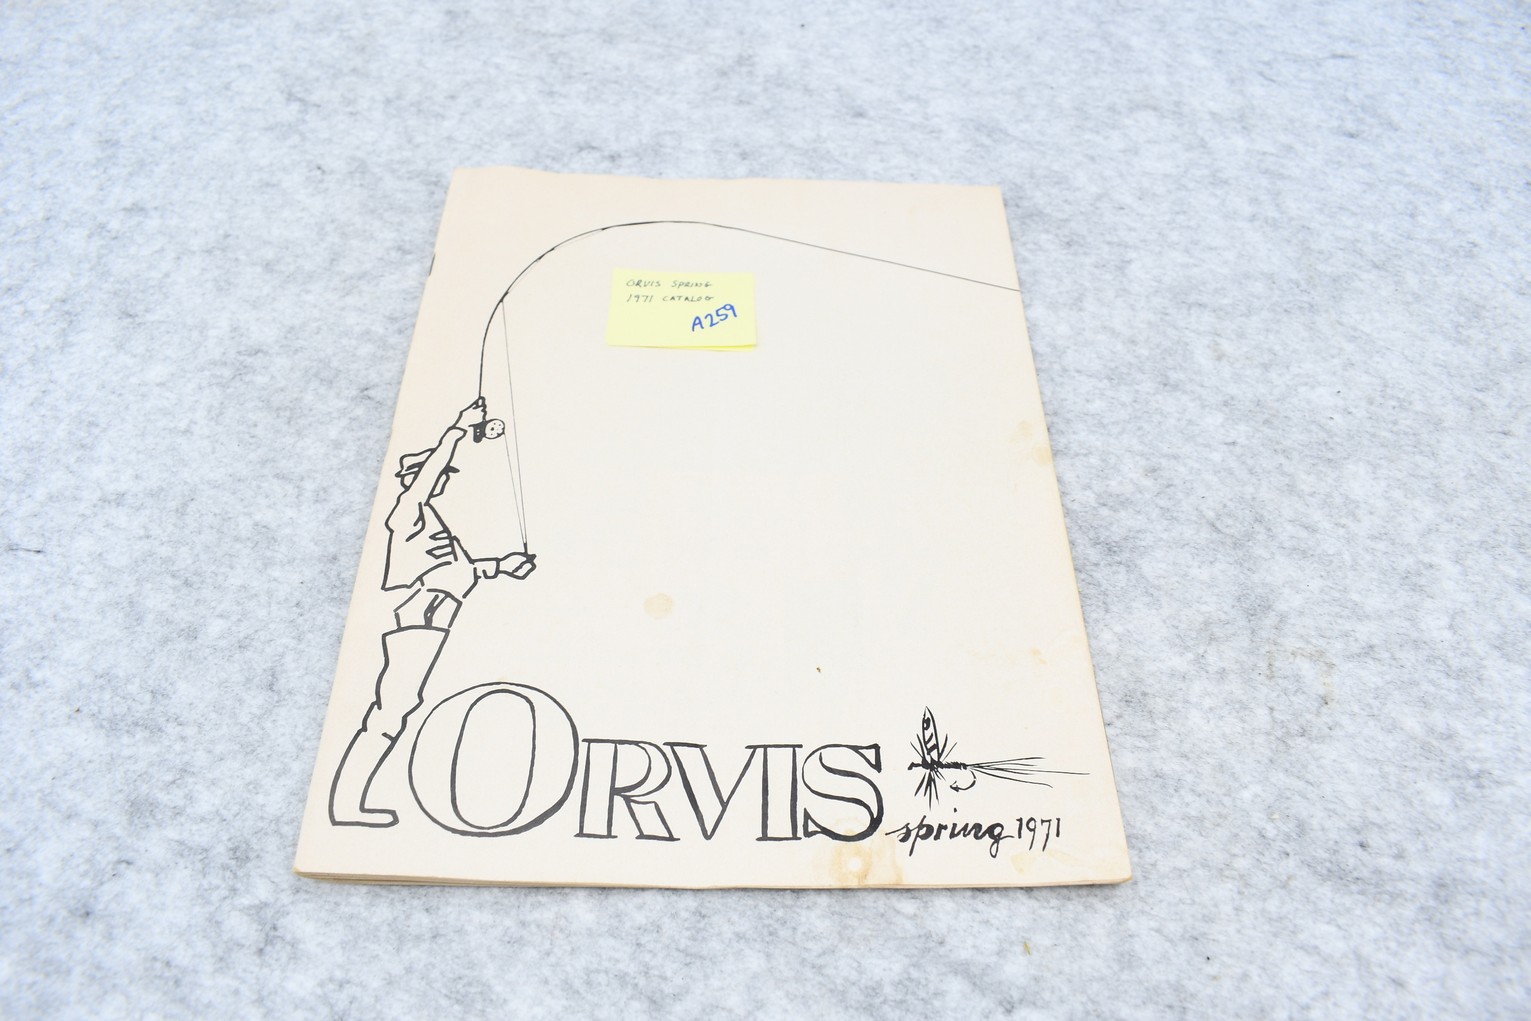 ORVIS SPRING
1971 CATALOG
A259
ORVIS
spring 1971